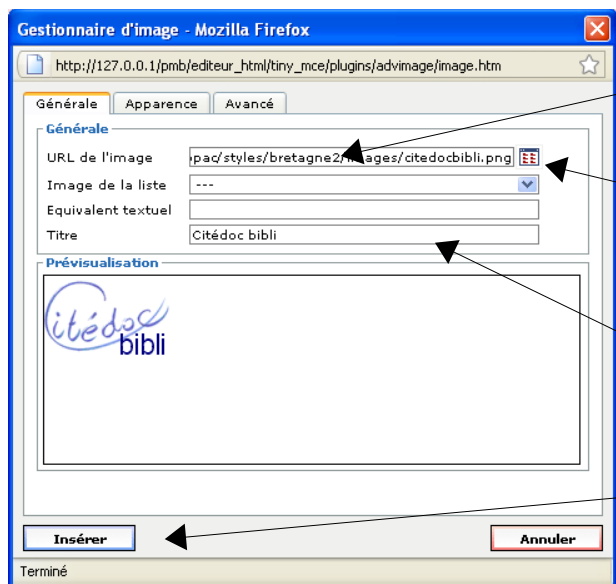 Gestionnaire d'image - Mozilla Firefox
http://127.0.0.1/pmb/editeur_html/tiny_mce/plugins/advimage/image.htm
Générale Apparence Avancé
Générale
URL de l'image pac/styles/bretagne2/images/citedocbibli.png
Image de la liste ---
Equivalent textuel
Titre Citédoc bibli
Prévisualisation
Citédoc
bibli
Insérer Annuler
Terminé